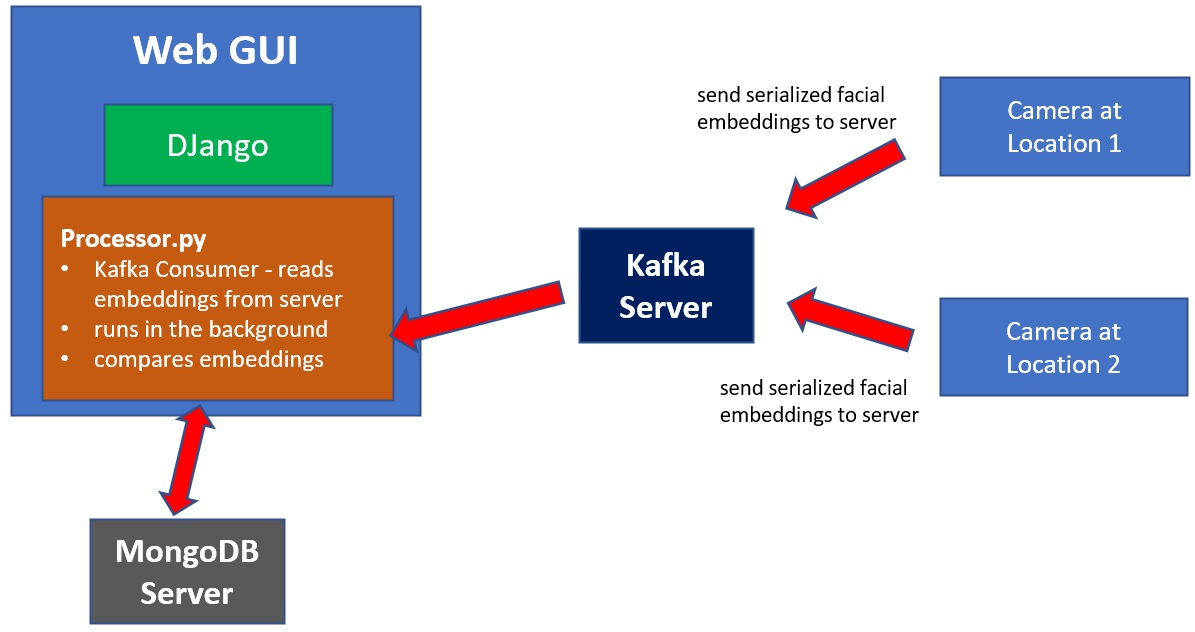 Web GUI
DJango
Processor.py
• Kafka Consumer - reads
embeddings from server
• runs in the background
• compares embeddings
MongoDB
Server
Kafka
Server
send serialized facial
embeddings to server
Camera at
Location 1
Camera at
Location 2
send serialized facial
embeddings to server